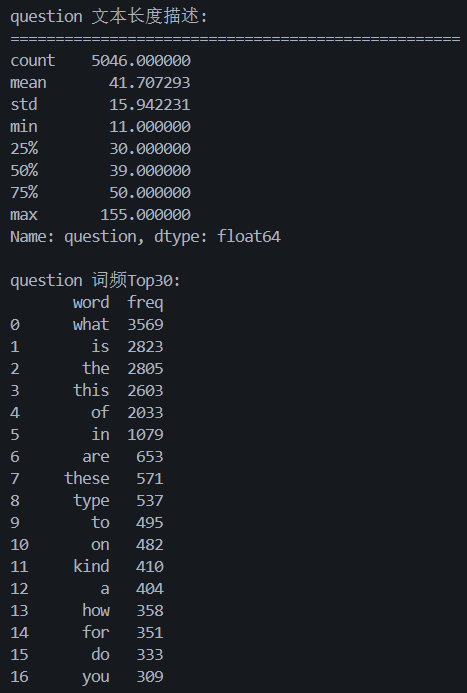 question 文本长度描述:
==================================================
count    5046.000000
mean       41.707293
std        15.942231
min        11.000000
25%        30.000000
50%        39.000000
75%        50.000000
max       155.000000
Name: question, dtype: float64

question 词频Top30:
       word  freq
0      what  3569
1        is  2823
2       the  2805
3      this  2603
4        of  2033
5        in  1079
6       are   653
7     these   571
8      type   537
9        to   495
10       on   482
11     kind   410
12        a   404
13      how   358
14      for   351
15       do   333
16      you   309